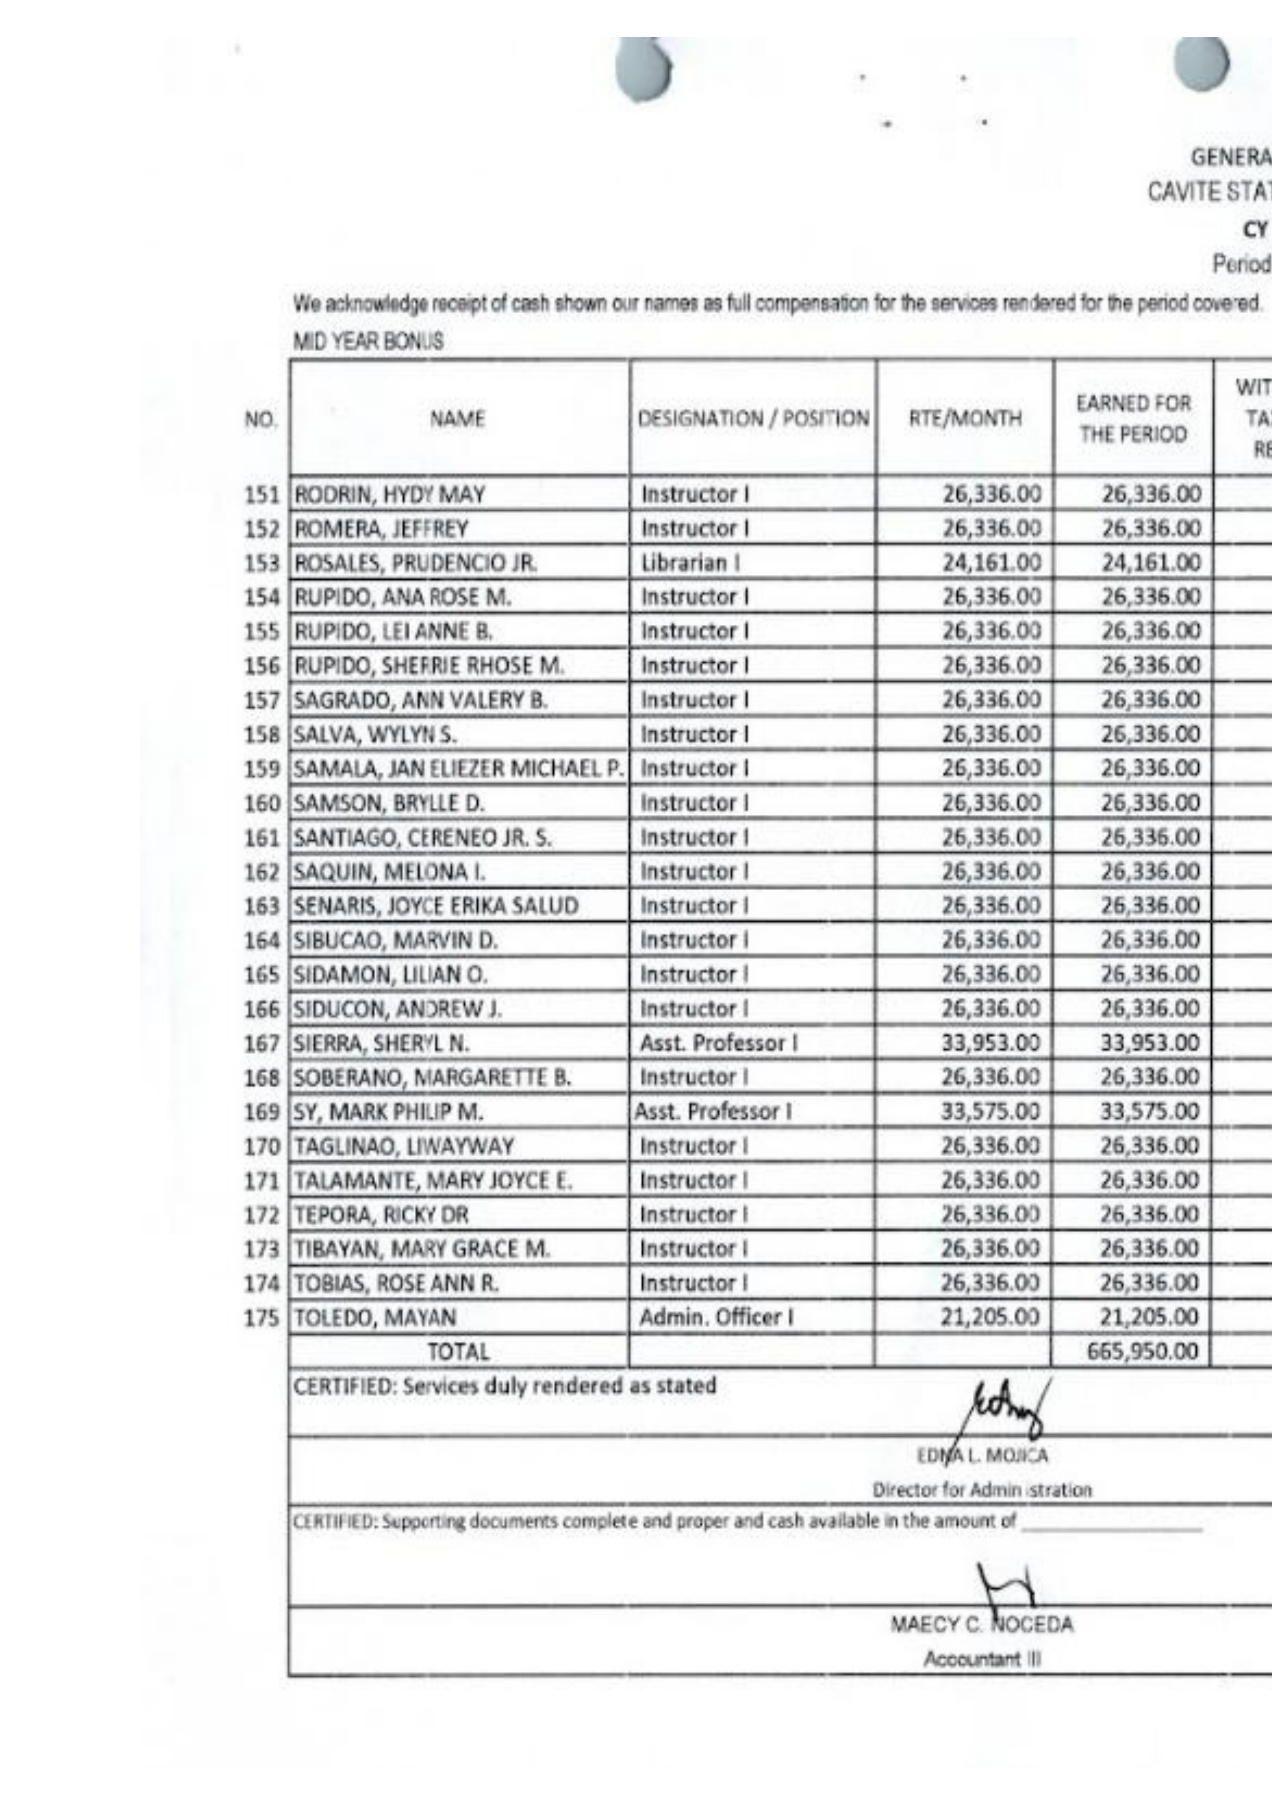 GENERA
CAVITE STAT
CY
Period
We acknowledge receipt of cash shown our names as full compensation for the services rendered for the period covered.
MID YEAR BONUS
NO. NAME DESIGNATION / POSITION RTE/MONTH EARNED FOR THE PERIOD WIT TA RE
151 RODRIN, HYDY MAY Instructor I 26,336.00 26,336.00
152 ROMERA, JEFFREY Instructor I 26,336.00 26,336.00
153 ROSALES, PRUDENCIO JR. Librarian I 24,161.00 24,161.00
154 RUPIDO, ANA ROSE M. Instructor I 26,336.00 26,336.00
155 RUPIDO, LEI ANNE B. Instructor I 26,336.00 26,336.00
156 RUPIDO, SHERRIE RHOSE M. Instructor I 26,336.00 26,336.00
157 SAGRADO, ANN VALERY B. Instructor I 26,336.00 26,336.00
158 SALVA, WYLYN S. Instructor I 26,336.00 26,336.00
159 SAMALA, JAN ELIEZER MICHAEL P. Instructor I 26,336.00 26,336.00
160 SAMSON, BRYLLE D. Instructor I 26,336.00 26,336.00
161 SANTIAGO, CERENEO JR. S. Instructor I 26,336.00 26,336.00
162 SAQUIN, MELONA I. Instructor I 26,336.00 26,336.00
163 SENARIS, JOYCE ERIKA SALUD Instructor I 26,336.00 26,336.00
164 SIBUCAO, MARVIN D. Instructor I 26,336.00 26,336.00
165 SIDAMON, LILIAN O. Instructor I 26,336.00 26,336.00
166 SIDUCON, ANDREW J. Instructor I 26,336.00 26,336.00
167 SIERRA, SHERYL N. Asst. Professor I 33,953.00 33,953.00
168 SOBERANO, MARGARETTE B. Instructor I 26,336.00 26,336.00
169 SY, MARK PHILIP M. Asst. Professor I 33,575.00 33,575.00
170 TAGLINAO, LIWAYWAY Instructor I 26,336.00 26,336.00
171 TALAMANTE, MARY JOYCE E. Instructor I 26,336.00 26,336.00
172 TEPORA, RICKY DR Instructor I 26,336.00 26,336.00
173 TIBAYAN, MARY GRACE M. Instructor I 26,336.00 26,336.00
174 TOBIAS, ROSE ANN R. Instructor I 26,336.00 26,336.00
175 TOLEDO, MAYAN Admin. Officer I 21,205.00 21,205.00
TOTAL 665,950.00
CERTIFIED: Services duly rendered as stated
EDNA L. MOJICA
Director for Administration
CERTIFIED: Supporting documents complete and proper and cash available in the amount of ____________________
MAECY C. NOCEDA
Accountant III